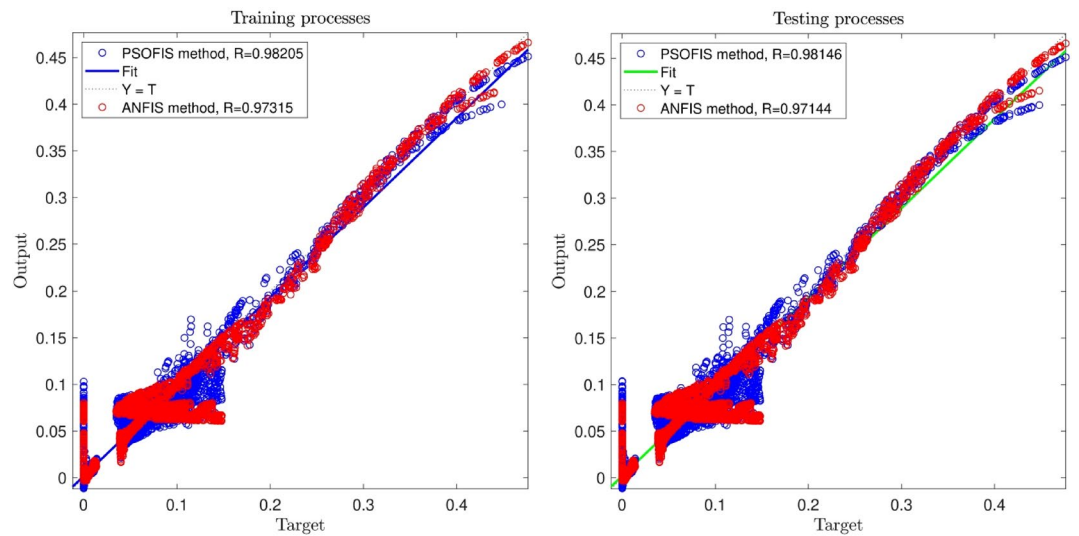 Training processes
PSOFIS method, R=0.98205
Fit
Y = T
ANFIS method, R=0.97315
0.45
0.4
0.35
0.3
0.25
0.2
0.15
0.1
0.05
0
Output
0
0.1
0.2
0.3
0.4
Target
Testing processes
PSOFIS method, R=0.98146
Fit
Y = T
ANFIS method, R=0.97144
0.45
0.4
0.35
0.3
0.25
0.2
0.15
0.1
0.05
0
Output
0
0.1
0.2
0.3
0.4
Target